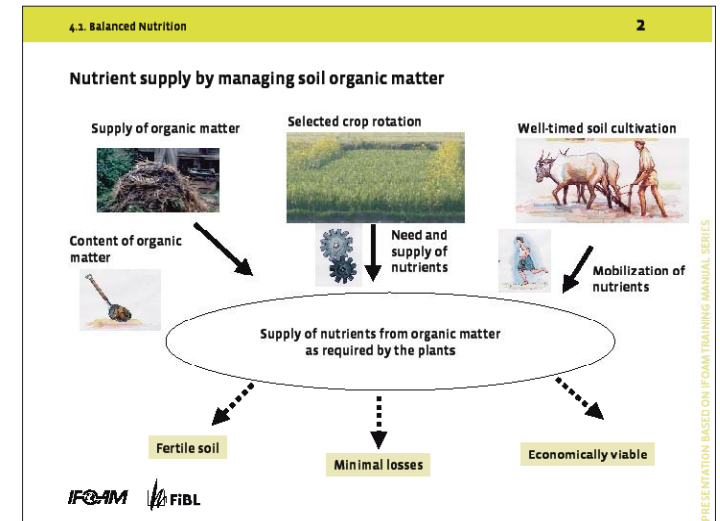 4.1. Balanced Nutrition
2
Nutrient supply by managing soil organic matter
Supply of organic matter
Selected crop rotation
Well-timed soil cultivation
Content of organic
matter
Need and
supply of
nutrients
Mobilization of
nutrients
Supply of nutrients from organic matter
as required by the plants
Fertile soil
Minimal losses
Economically viable
IFOAM
FiBL
PRESENTATION BASED ON IFOAM TRAINING MANUAL SERIES